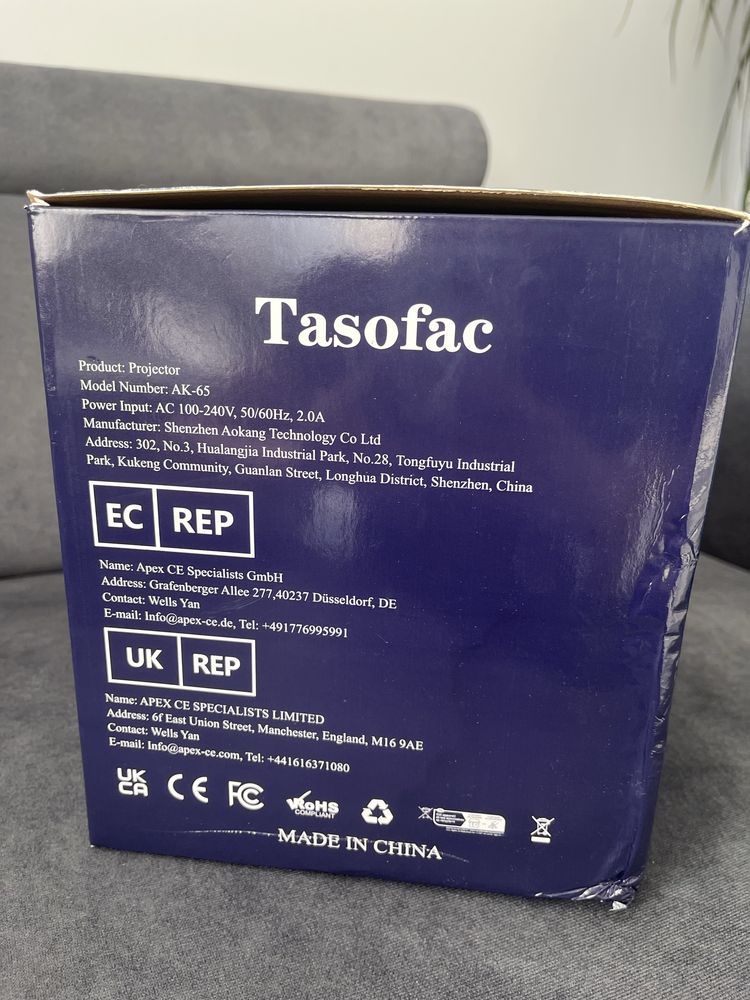 Tasofac
Product: Projector
Model Number: AK-65
Power Input: AC 100-240V, 50/60Hz, 2.0A
Manufacturer: Shenzhen Aokang Technology Co Ltd
Address: 302, No.3, Hualangjia Industrial Park, No.28, Tongfuyu Industrial
Park, Kukeng Community, Guanlan Street, Longhua District, Shenzhen, China
EC REP
Name: Apex CE Specialists GmbH
Address: Grafenberger Allee 277,40237 Düsseldorf, DE
Contact: Wells Yan
E-mail: Info@apex-ce.de, Tel: +491776995991
UK REP
Name: APEX CE SPECIALISTS LIMITED
Address: 6f East Union Street, Manchester, England, M16 9AE
Contact: Wells Yan
E-mail: Info@apex-ce.com, Tel: +441616371080
UK
CA
CE
FC
RoHS
COMPLIANT
MADE IN CHINA